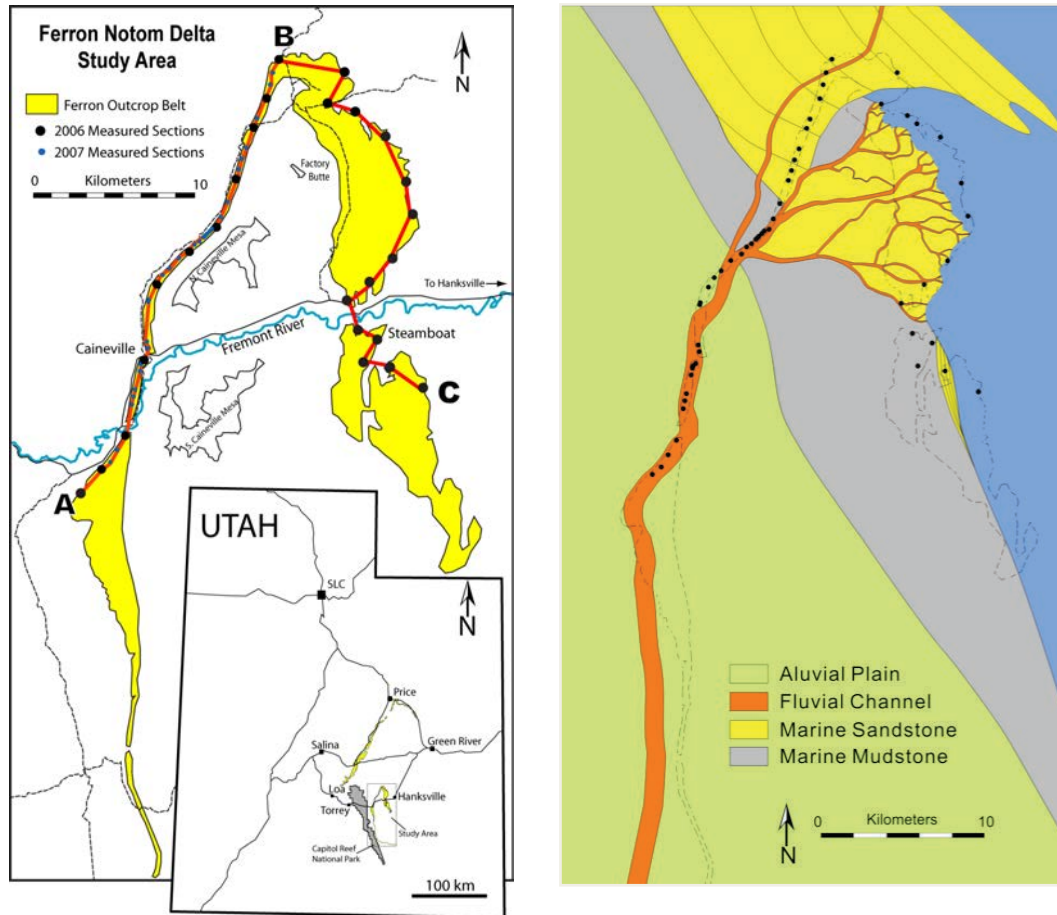 Ferron Notom Delta
Study Area
Ferron Outcrop Belt
2006 Measured Sections
2007 Measured Sections
0 Kilometers 10
B
N
Factory
Butte
N. Caineville Mesa
To Hanksville
Caineville
Fremont River
Steamboat
S. Caineville Mesa
C
A
UTAH
SLC
N
Price
Green River
Salina
Loa
Hanksville
Torrey
Study Area
Capitol Reef
National Park
100 km
Aluvial Plain
Fluvial Channel
Marine Sandstone
Marine Mudstone
N
0 Kilometers 10